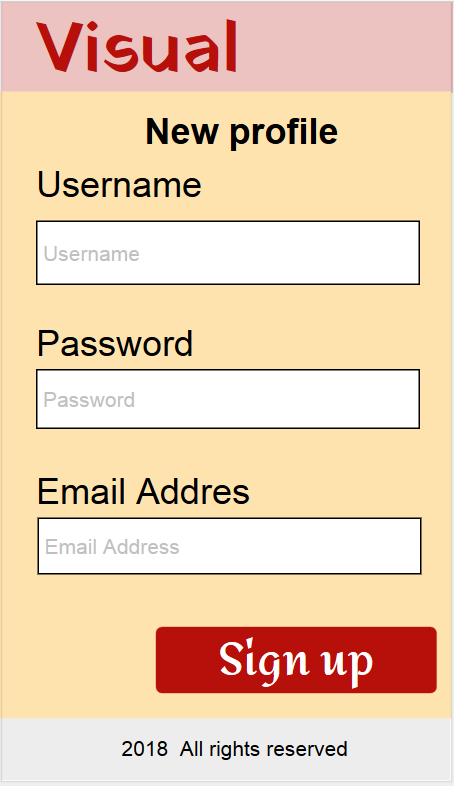 Visual
New profile
Username
Username
Password
Password
Email Addres
Email Address
Sign up
2018  All rights reserved